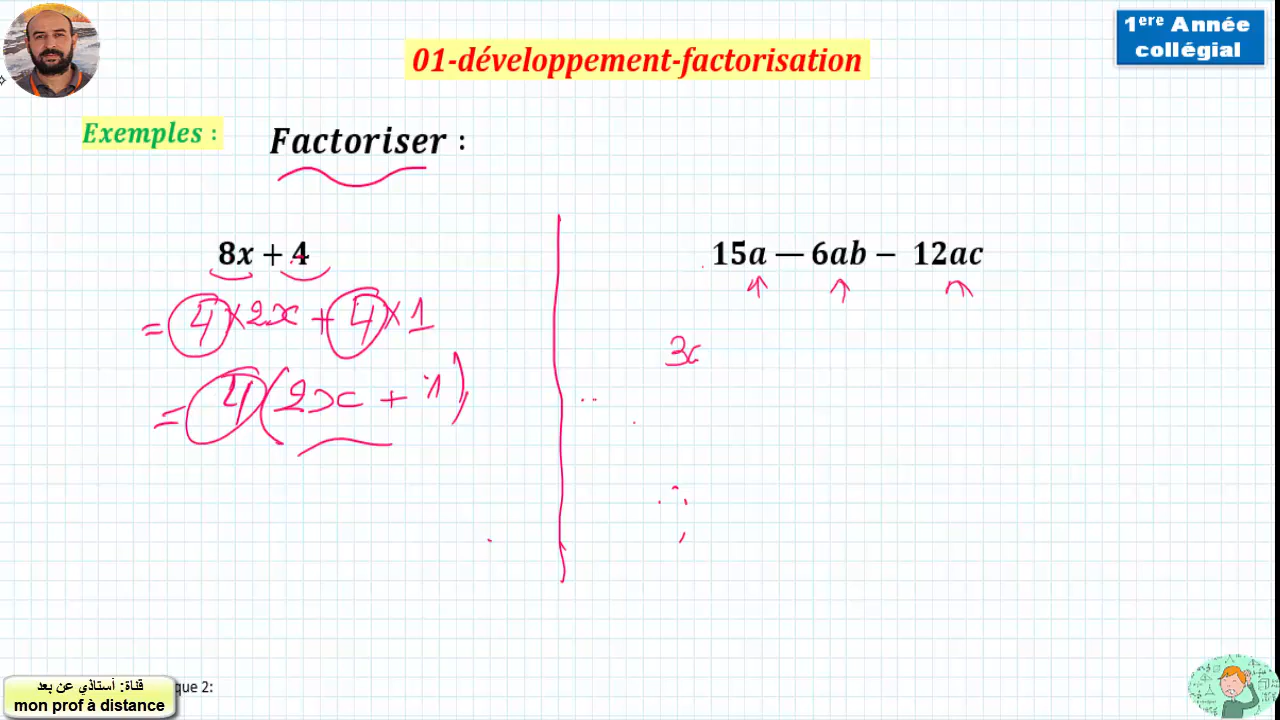 1ere Année
collégial
01-développement-factorisation
Exemples :
Factoriser :
8x + 4
= 4 × 2x + 4 × 1
= 4 (2x + 1)
15a — 6ab − 12ac
3a
que 2:
قناة: أستاذي عن بعد
mon prof à distance